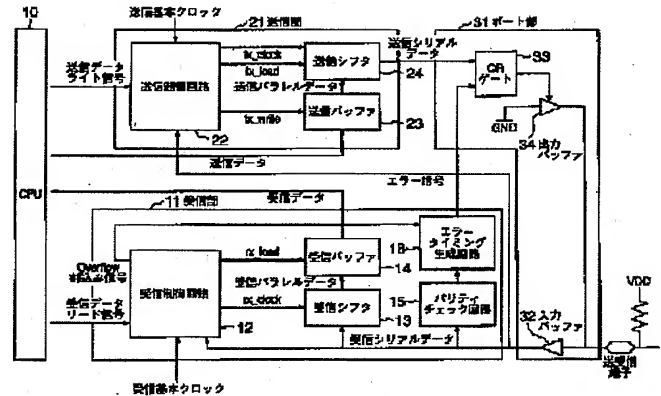 10
送信基本クロック
21 送信部
31 ポート部
送信シリアル
データ
33
送信データ
ライト信号
送信制御回路
tx_clock
tx_load
送信シフタ
24
OR
ゲート
送信パラレルデータ
tx_write
送信バッファ
23
22
GND
34 出力
バッファ
送信データ
エラー信号
CPU
受信データ
11 受信部
Overflow
割込み信号
受信データ
リード信号
受信制御回路
12
rx_load
受信バッファ
14
受信パラレルデータ
rx_clock
受信シフタ
13
エラー
タイミング
生成回路
15
パリティ
チェック回路
受信シリアルデータ
32 入力
バッファ
VDD
送受信
端子
受信基本クロック